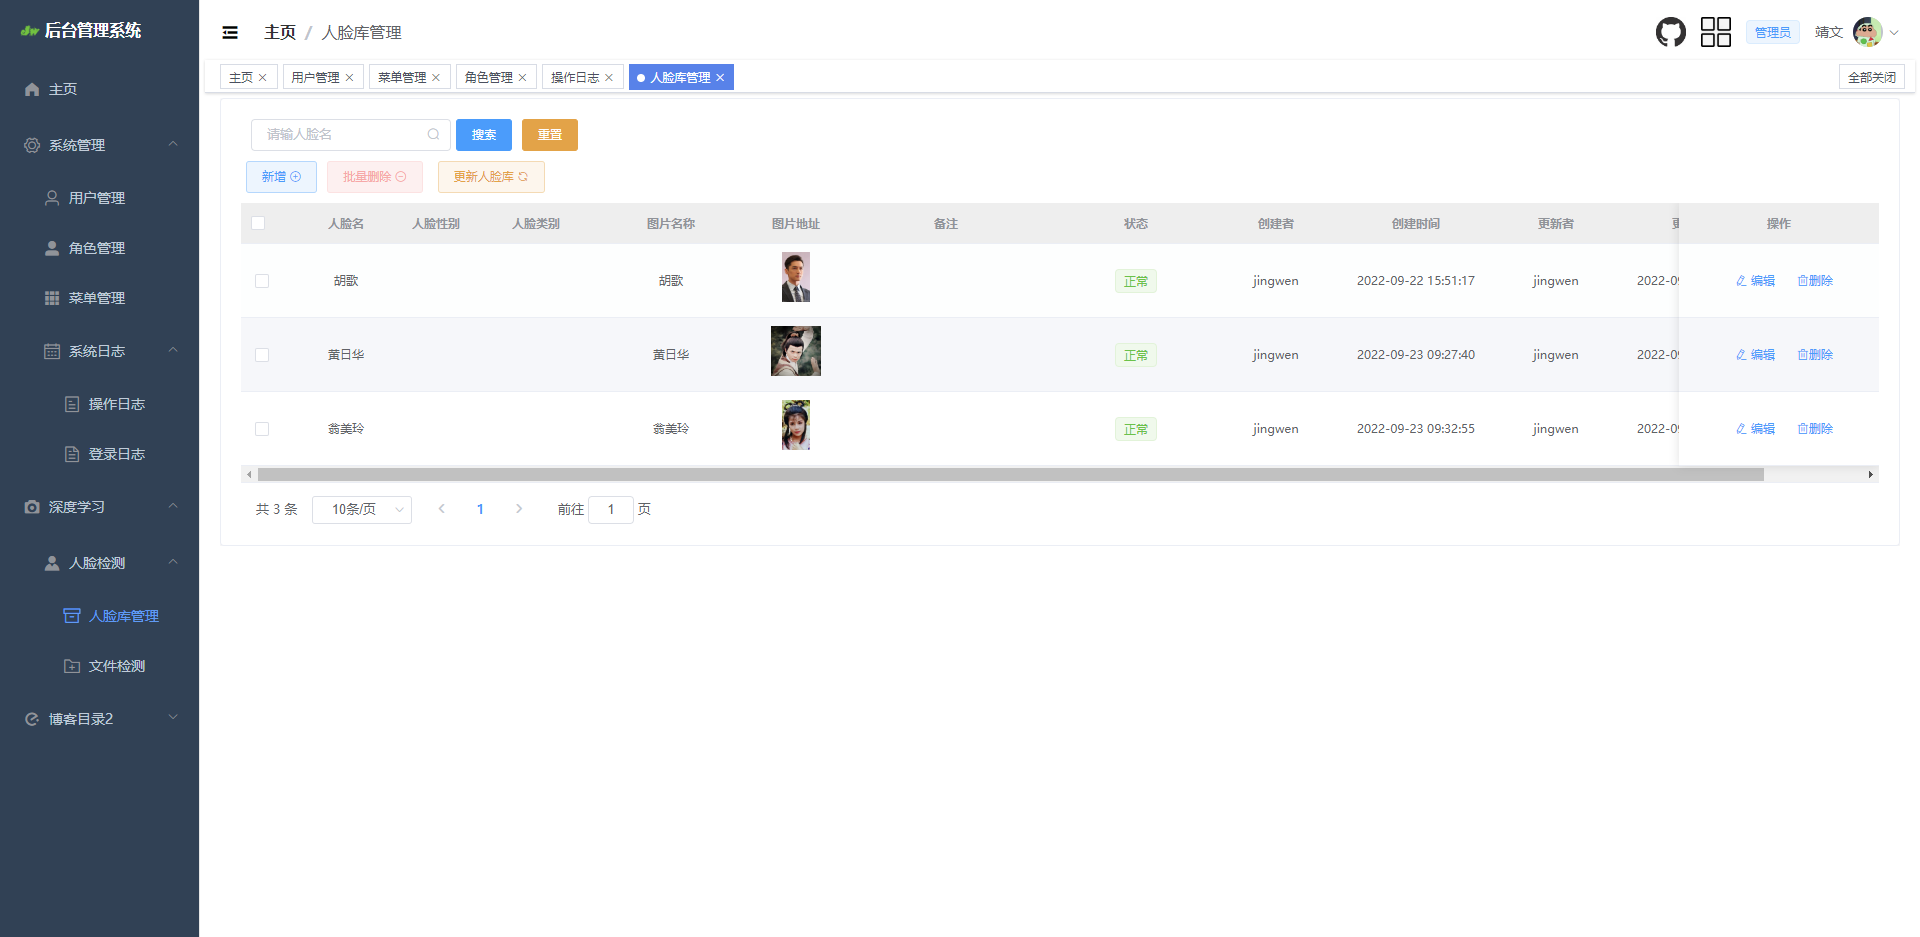 后台管理系统
主页
系统管理
用户管理
角色管理
菜单管理
系统日志
操作日志
登录日志
深度学习
人脸检测
人脸库管理
文件检测
博客目录2
主页 / 人脸库管理
管理员 靖文
主页 用户管理 菜单管理 角色管理 操作日志 人脸库管理 全部关闭
请输人脸名 搜索 重置
新增 批量删除 更新人脸库
人脸名 人脸性别 人脸类别 图片名称 图片地址 备注 状态 创建者 创建时间 更新者 操作
胡歌 胡歌 正常 jingwen 2022-09-22 15:51:17 jingwen 2022-09 编辑 删除
黄日华 黄日华 正常 jingwen 2022-09-23 09:27:40 jingwen 2022-09 编辑 删除
翁美玲 翁美玲 正常 jingwen 2022-09-23 09:32:55 jingwen 2022-09 编辑 删除
共 3 条 10条/页 1 前往 1 页